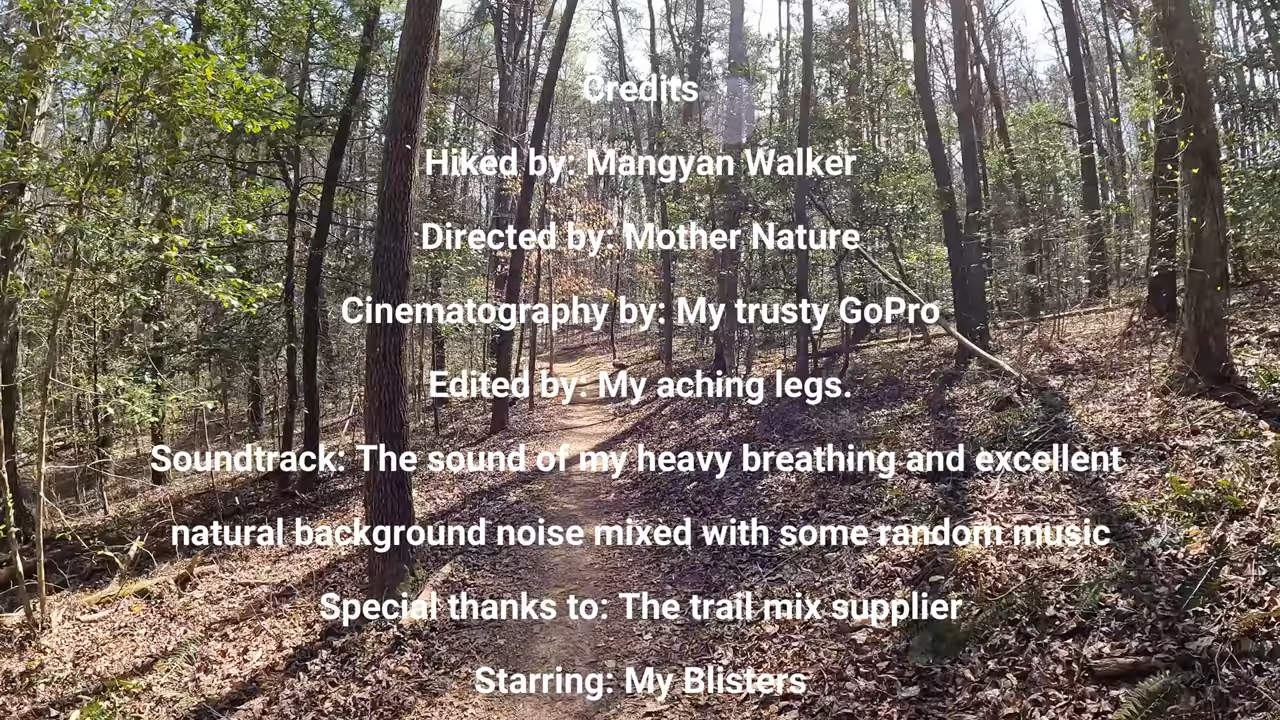 Credits
Hiked by: Mangyan Walker
Directed by: Mother Nature
Cinematography by: My trusty GoPro
Edited by: My aching legs.
Soundtrack: The sound of my heavy breathing and excellent
natural background noise mixed with some random music
Special thanks to: The trail mix supplier
Starring: My Blisters